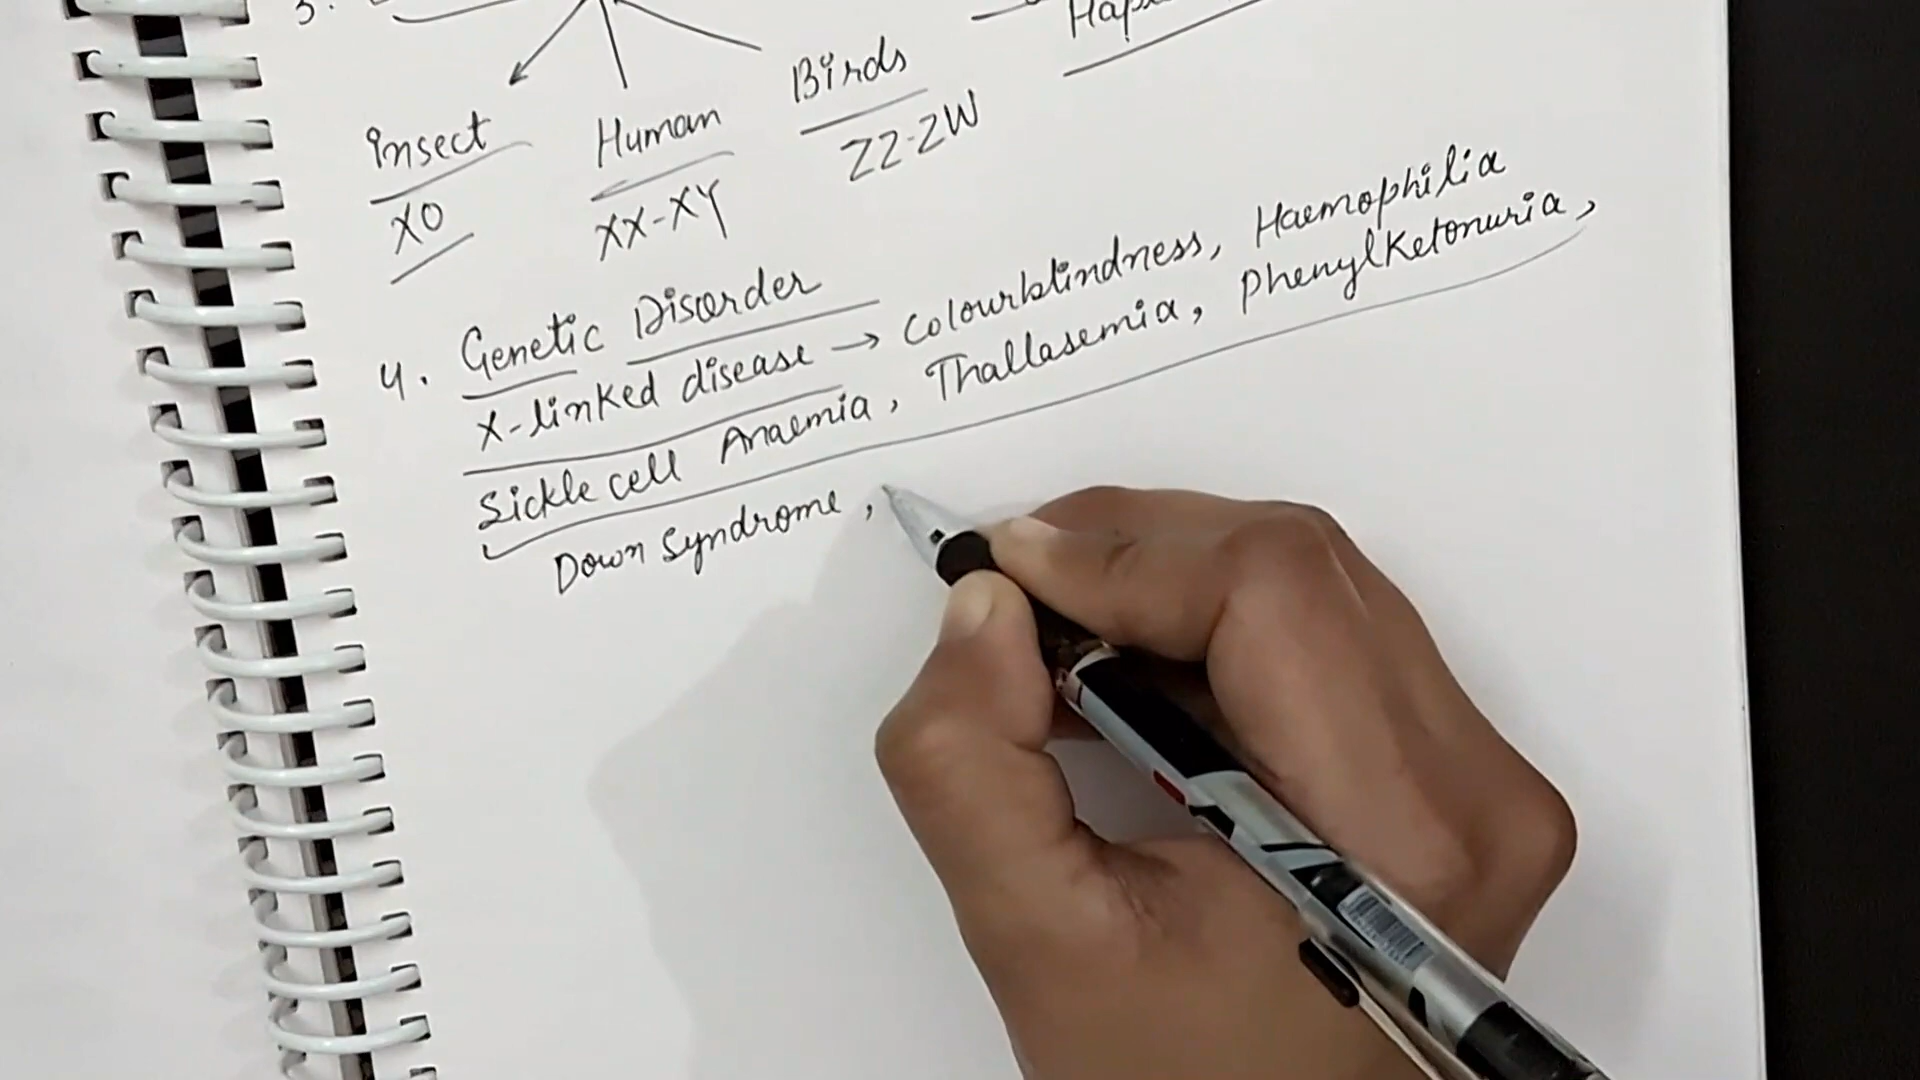 3.
insect Human Birds
XO XX-XY ZZ-ZW
4. Genetic Disorder
X-linked disease → Colourblindness, Haemophilia
Sickle cell Anaemia, Thallasemia, Phenylketonuria,
Down Syndrome,